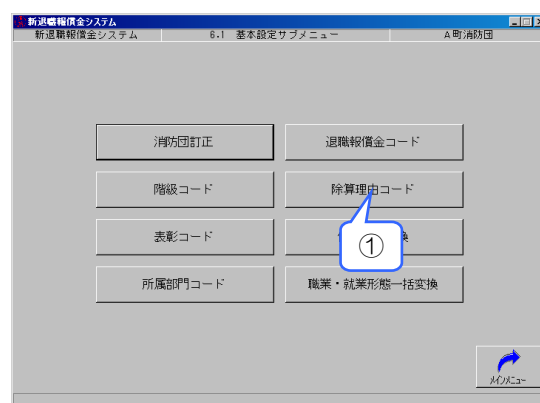 新退職報償金システム
新退職報償金システム 6.1 基本設定サブメニュー A町消防団
消防団訂正 退職報償金コード
階級コード 除算理由コード
表彰コード
①
所属部門コード 職業・就業形態一括変換
メインメニュー